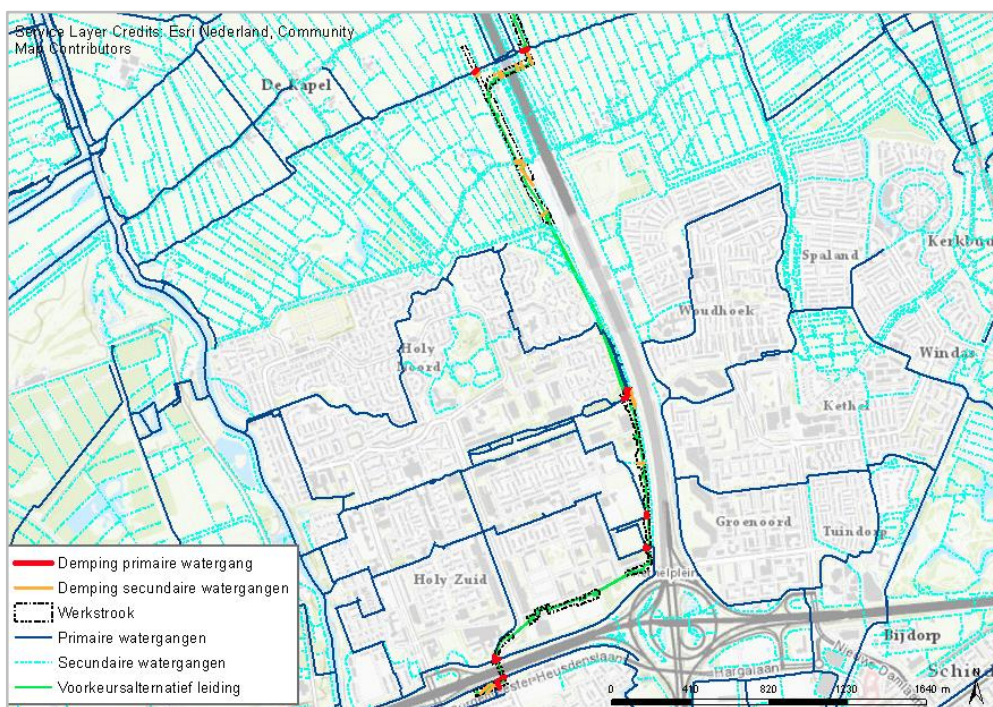 Service Layer Credits: Esri Nederland, Community
Map Contributors
De Kapel
Spaland
Woudhoek
Holy
Noord
Windas
Kethel
Groenoord
Tuindorp
Holy Zuid
Bijdorp
Hargalaan
Demping primaire watergang
Demping secundaire watergangen
Werkstrook
Primaire watergangen
Secundaire watergangen
Voorkeursalternatief leiding
0 410 820 1230 1640 m